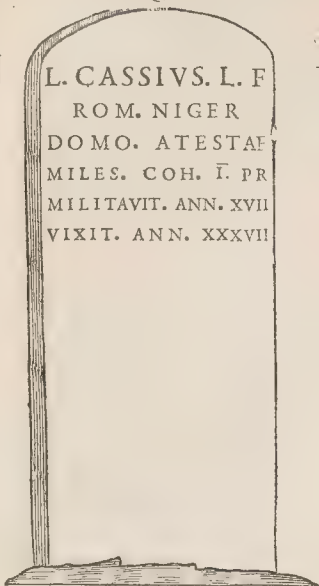 L. CASSIVS. L. F
ROM. NIGER
DOMO. ATESTAE
MILES. COH. Ī. PR
MILITAVIT. ANN. XVII
VIXIT. ANN. XXXVII